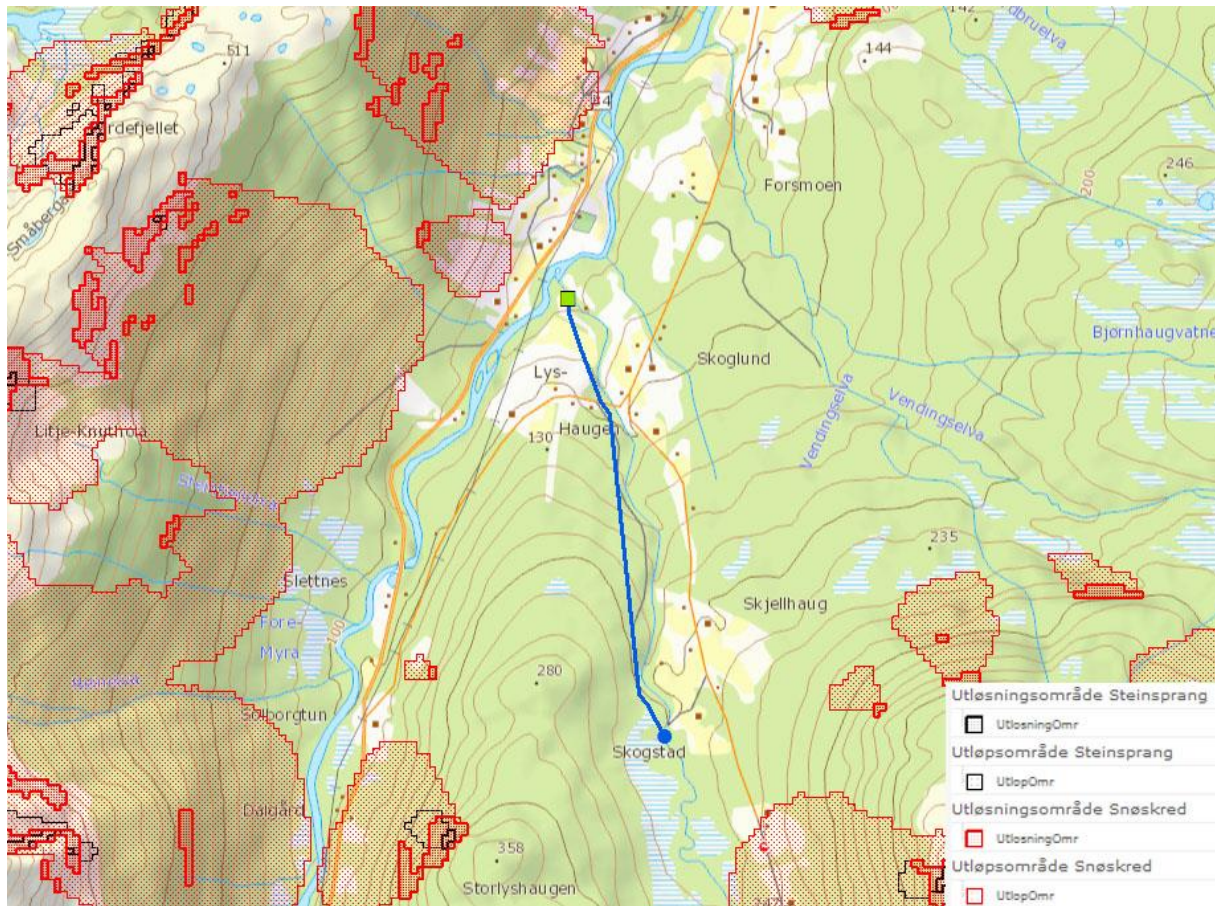 142
511
144
rdefjellet
246
200
Forsmoen
Småbergs
Bjørnhaugvatne
Skoglund
Lys-
Vendingselva
Vendingselva
Haugen
130
235
Slettnes
Skjellhaug
Fore-
Myra
100
280
Solborgtun
Skogstad
Dalgård
358
Storlyshaugen
Utløsningsområde Steinsprang
UtlosningOmr
Utløpsområde Steinsprang
UtlopOmr
Utløsningsområde Snøskred
UtlosningOmr
Utløpsområde Snøskred
UtlopOmr